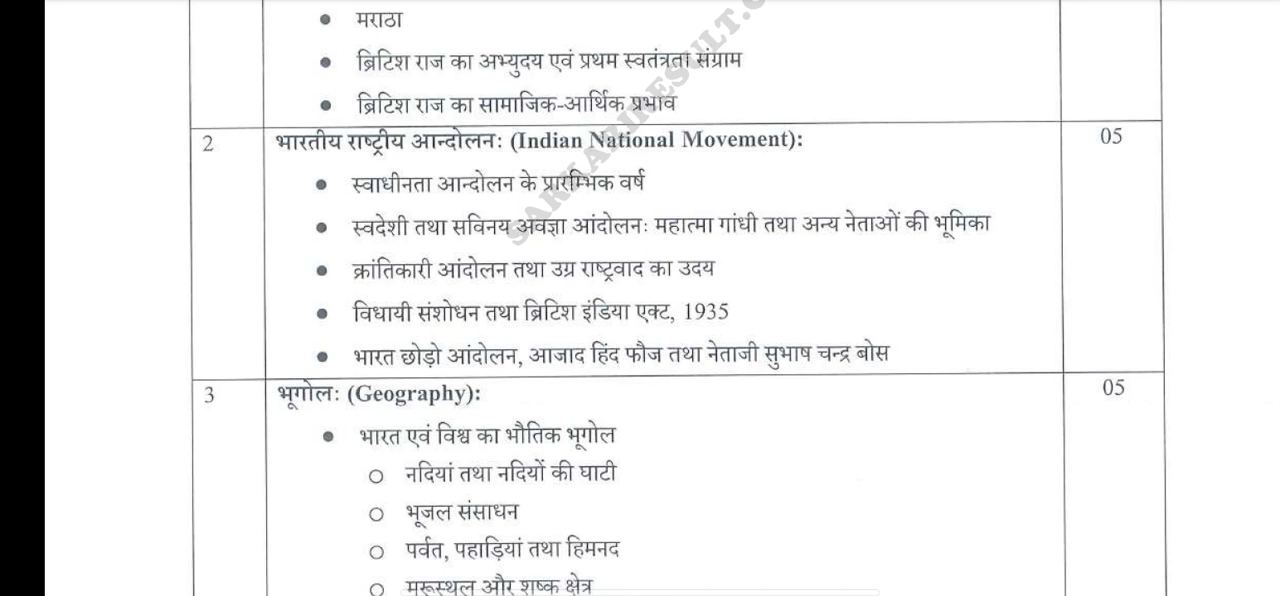 मराठा
ब्रिटिश राज का अभ्युदय एवं प्रथम स्वतंत्रता संग्राम
ब्रिटिश राज का सामाजिक-आर्थिक प्रभाव
2 भारतीय राष्ट्रीय आन्दोलन: (Indian National Movement): 05
स्वाधीनता आन्दोलन के प्रारम्भिक वर्ष
स्वदेशी तथा सविनय अवज्ञा आंदोलन: महात्मा गांधी तथा अन्य नेताओं की भूमिका
क्रांतिकारी आंदोलन तथा उग्र राष्ट्रवाद का उदय
विधायी संशोधन तथा ब्रिटिश इंडिया एक्ट, 1935
भारत छोड़ो आंदोलन, आजाद हिंद फौज तथा नेताजी सुभाष चन्द्र बोस
3 भूगोल: (Geography): 05
भारत एवं विश्व का भौतिक भूगोल
नदियां तथा नदियों की घाटी
भूजल संसाधन
पर्वत, पहाड़ियां तथा हिमनद
मरूस्थल और शुष्क क्षेत्र
SARKARIRESULT.C